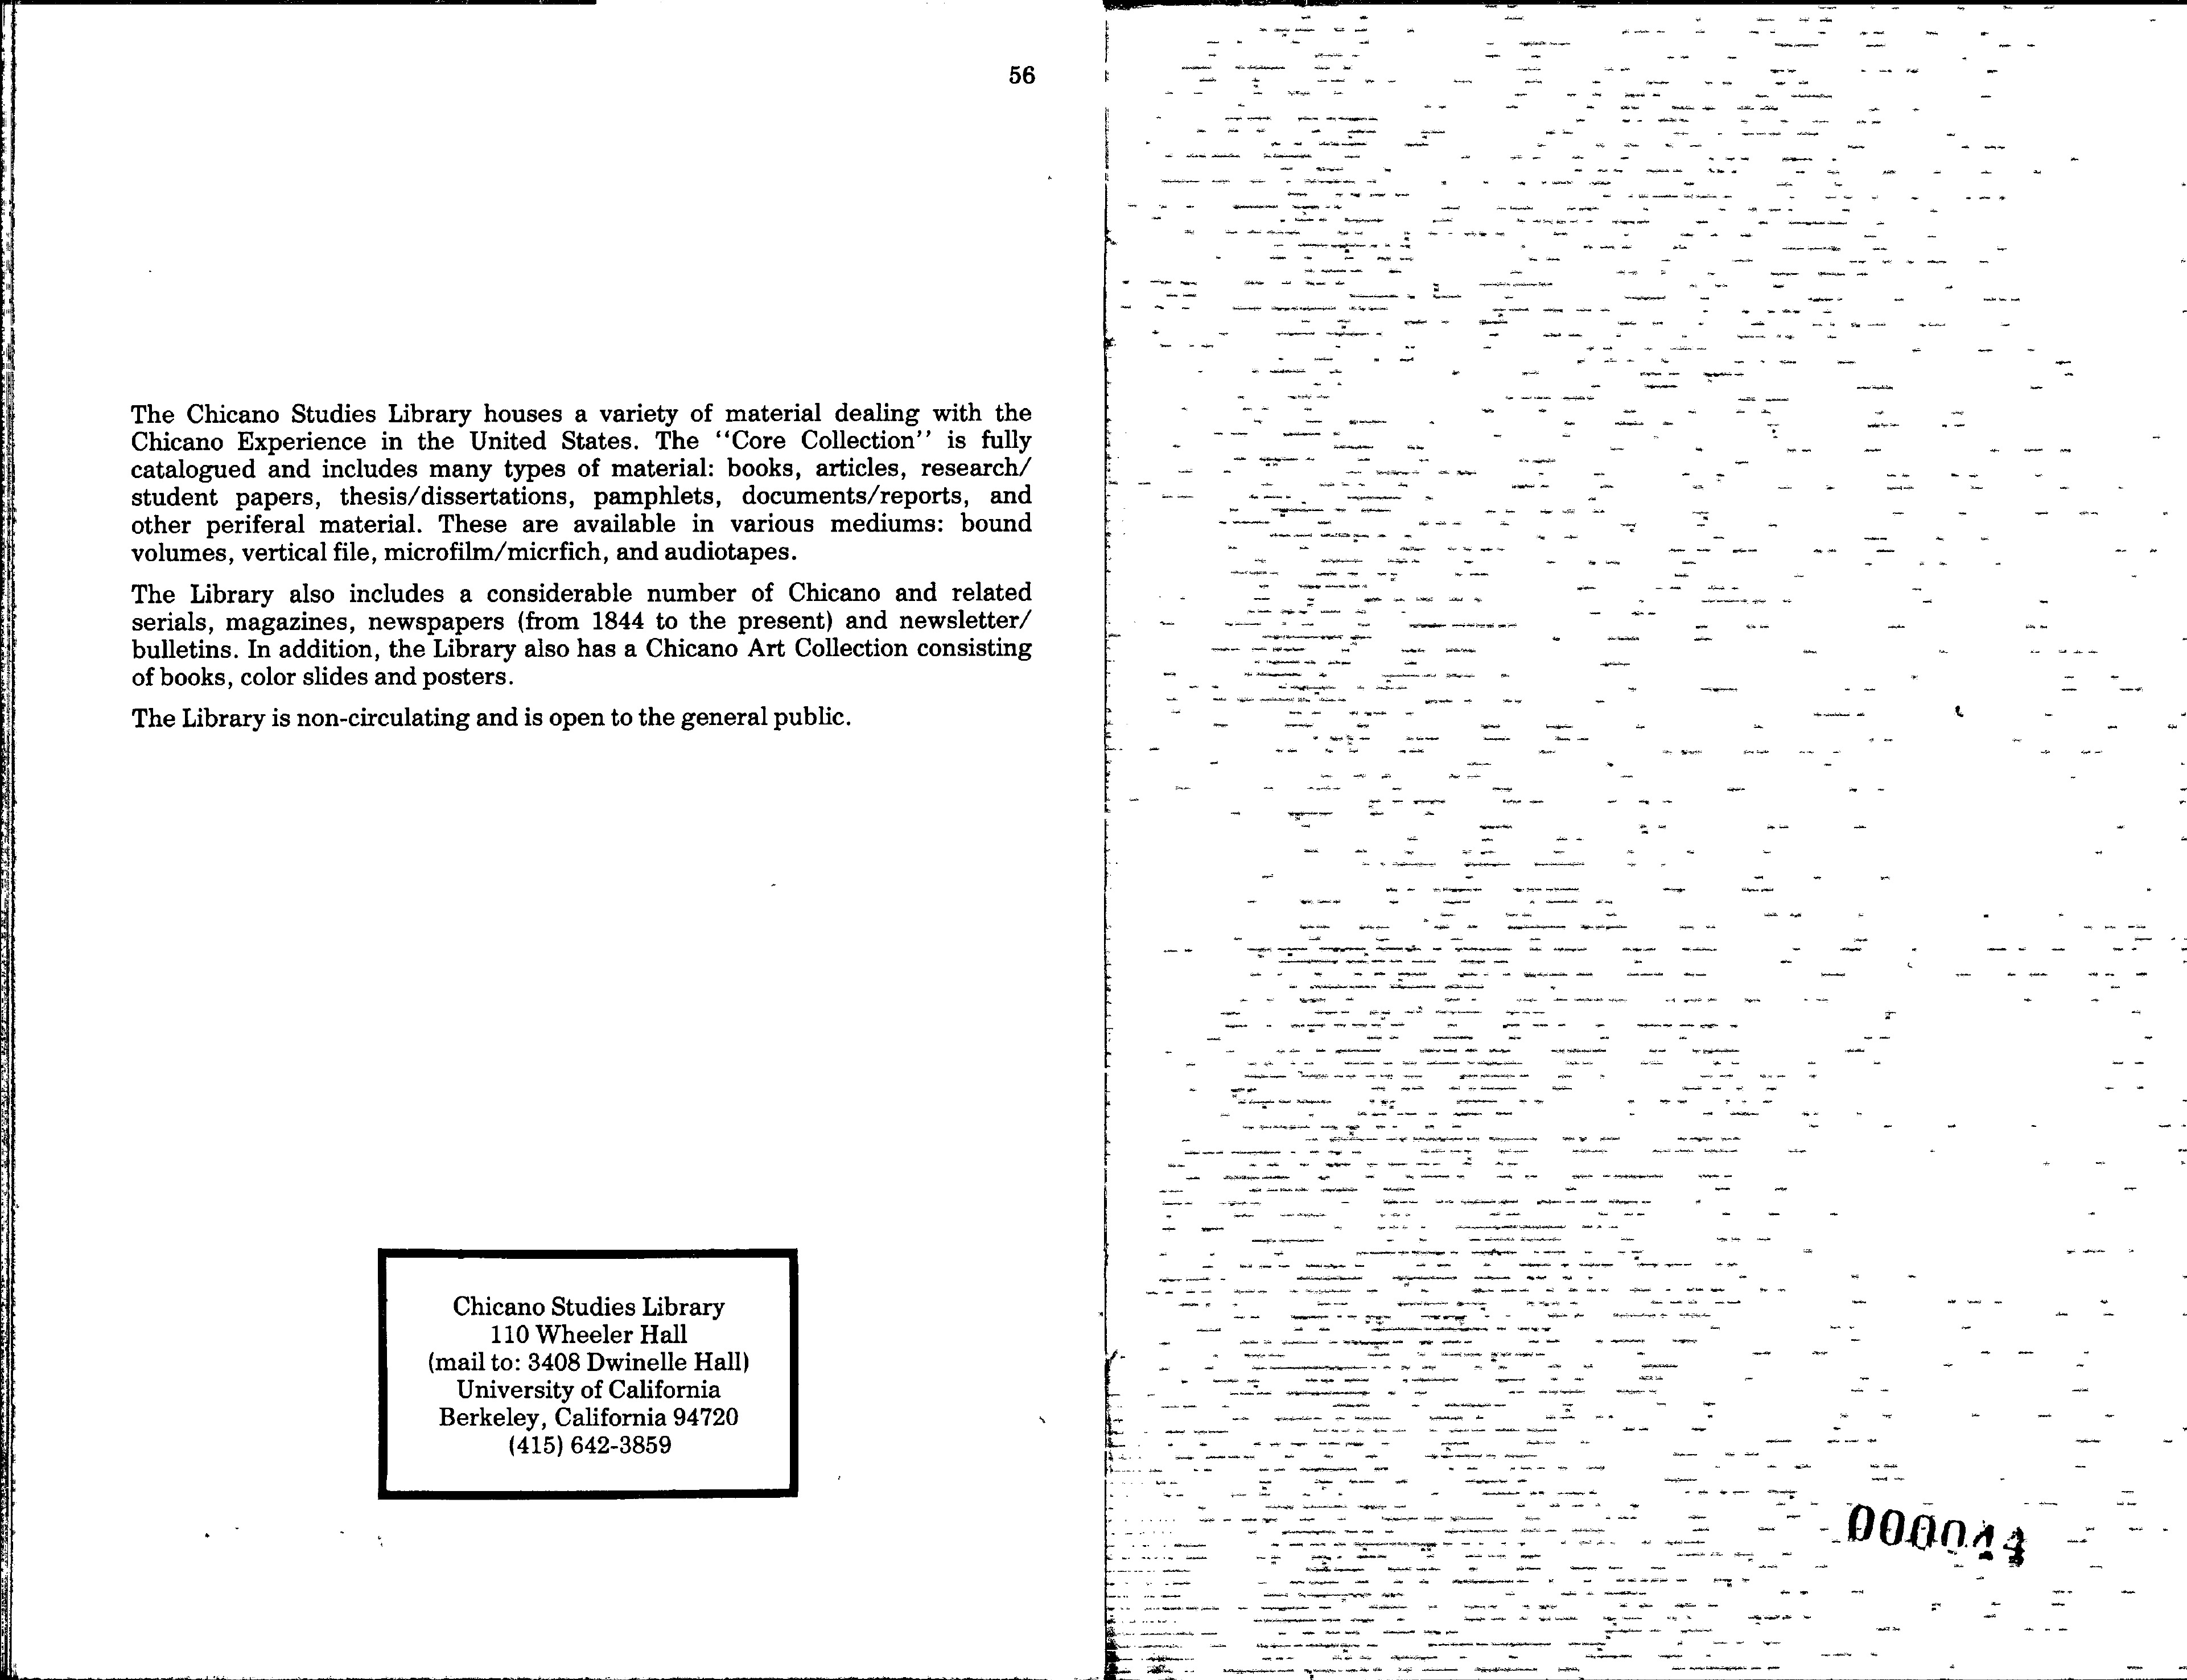 56
The Chicano Studies Library houses a variety of material dealing with the
Chicano Experience in the United States. The ‘‘Core Collection’’ is fully
catalogued and includes many types of material: books, articles, research/
student papers, thesis/dissertations, pamphlets, documents/reports, and
other periferal material. These are available in various mediums: bound
volumes, vertical file, microfilm/micrfich, and audiotapes.
The Library also includes a considerable number of Chicano and related
serials, magazines, newspapers (from 1844 to the present) and newsletter/
bulletins. In addition, the Library also has a Chicano Art Collection consisting
of books, color slides and posters.
The Library is non-circulating and is open to the general public.
Chicano Studies Library
110 Wheeler Hall
(mail to: 3408 Dwinelle Hall)
University of California
Berkeley, California 94720
(415) 642-3859